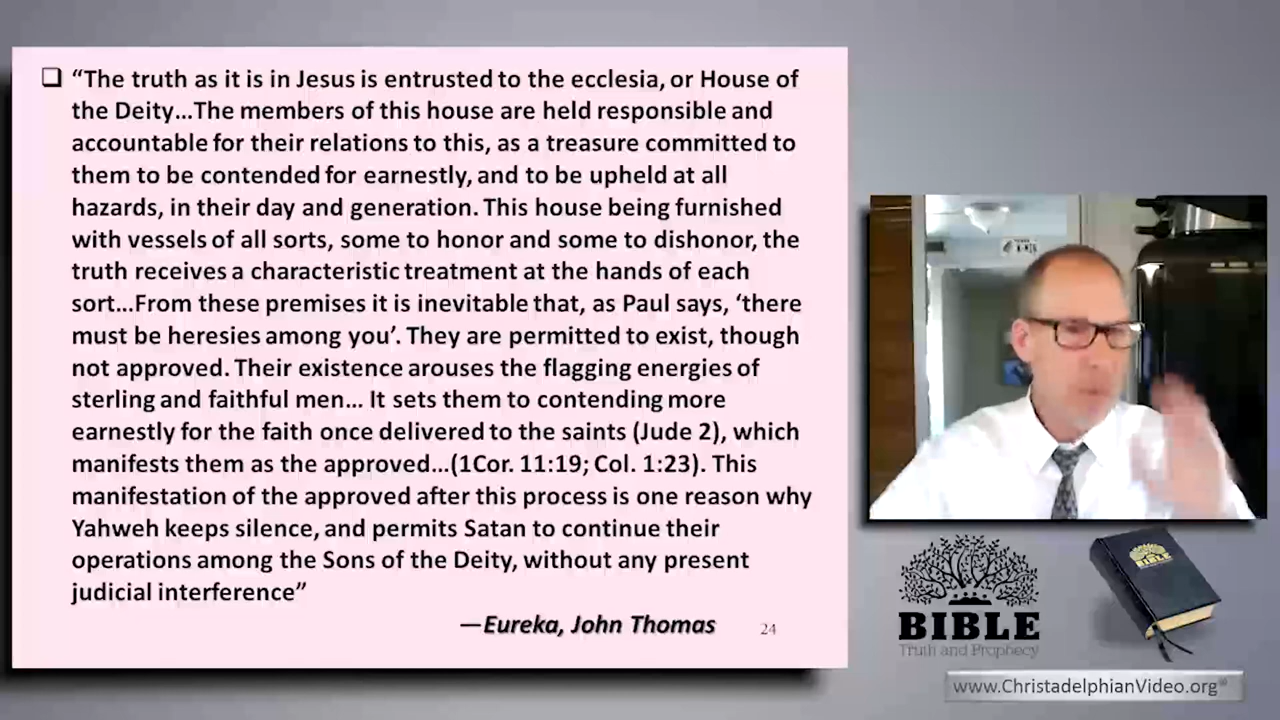 ❑ “The truth as it is in Jesus is entrusted to the ecclesia, or House of
the Deity...The members of this house are held responsible and
accountable for their relations to this, as a treasure committed to
them to be contended for earnestly, and to be upheld at all
hazards, in their day and generation. This house being furnished
with vessels of all sorts, some to honor and some to dishonor, the
truth receives a characteristic treatment at the hands of each
sort...From these premises it is inevitable that, as Paul says, ‘there
must be heresies among you’. They are permitted to exist, though
not approved. Their existence arouses the flagging energies of
sterling and faithful men... It sets them to contending more
earnestly for the faith once delivered to the saints (Jude 2), which
manifests them as the approved...(1Cor. 11:19; Col. 1:23). This
manifestation of the approved after this process is one reason why
Yahweh keeps silence, and permits Satan to continue their
operations among the Sons of the Deity, without any present
judicial interference”
—Eureka, John Thomas
24
BIBLE
Truth and Prophecy
www.ChristadelphianVideo.org®